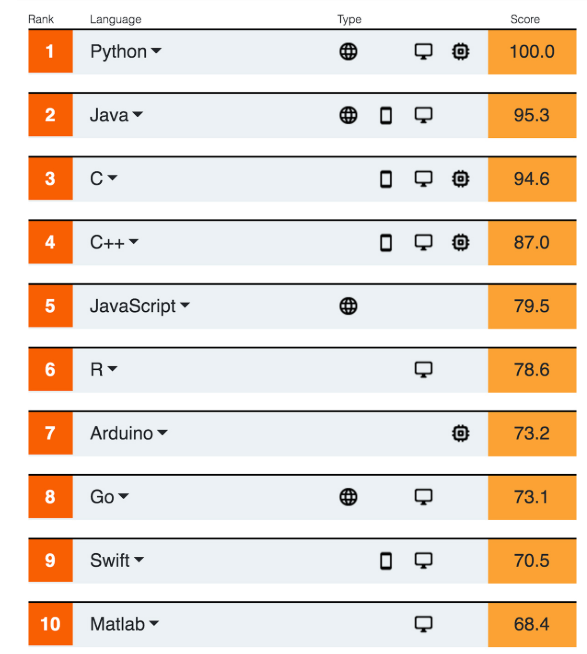 Rank Language Type Score
1 Python 100.0
2 Java 95.3
3 C 94.6
4 C++ 87.0
5 JavaScript 79.5
6 R 78.6
7 Arduino 73.2
8 Go 73.1
9 Swift 70.5
10 Matlab 68.4